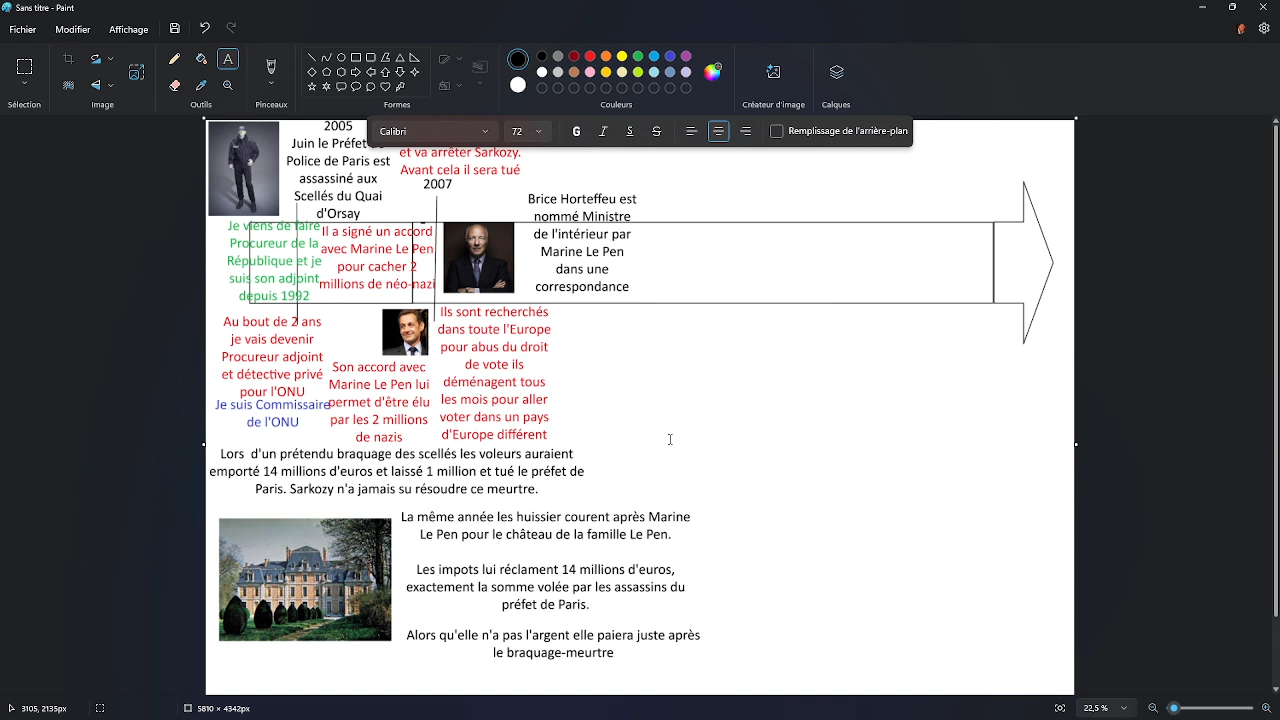 Sans titre - Paint
Fichier
Modifier
Affichage
Sélection
Image
Outils
Pinceaux
Formes
Couleurs
Créateur d'image
Calques
Calibri
72
G
I
S
S
Remplissage de l'arrière-plan
2005
Juin le Préfet
Police de Paris est
assassiné aux
Scellés du Quai
d'Orsay
et va arrêter Sarkozy.
Avant cela il sera tué
2007
Brice Horteffeu est
nommé Ministre
de l'intérieur par
Marine Le Pen
dans une
correspondance
Je viens de faire
Procureur de la
République et je
suis son adjoint
depuis 1992
Il a signé un accord
avec Marine Le Pen
pour cacher 2
millions de néo-nazi
Au bout de 2 ans
je vais devenir
Procureur adjoint
et détective privé
pour l'ONU
Je suis Commissaire
de l'ONU
Son accord avec
Marine Le Pen lui
permet d'être élu
par les 2 millions
de nazis
Ils sont recherchés
dans toute l'Europe
pour abus du droit
de vote ils
déménagent tous
les mois pour aller
voter dans un pays
d'Europe différent
Lors d'un prétendu braquage des scellés les voleurs auraient
emporté 14 millions d'euros et laissé 1 million et tué le préfet de
Paris. Sarkozy n'a jamais su résoudre ce meurtre.
La même année les huissier courent après Marine
Le Pen pour le château de la famille Le Pen.
Les impots lui réclament 14 millions d'euros,
exactement la somme volée par les assassins du
préfet de Paris.
Alors qu'elle n'a pas l'argent elle paiera juste après
le braquage-meurtre
3105, 2135px
5810 × 4342px
22,5 %